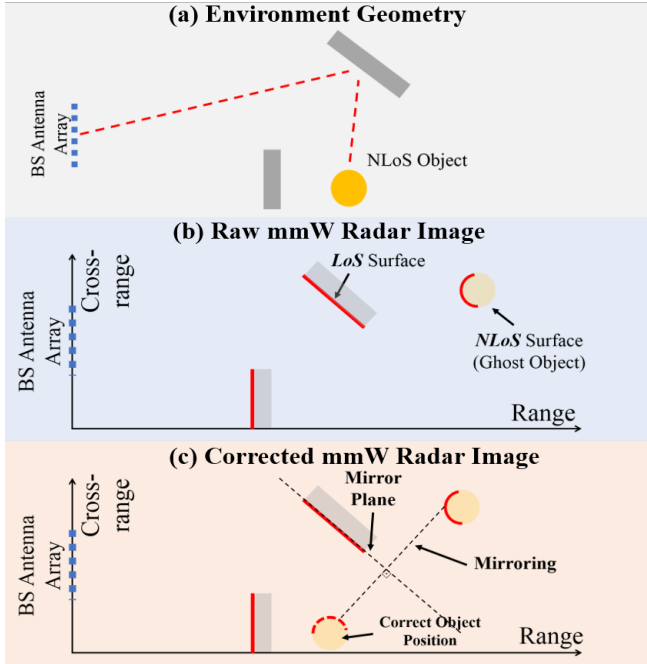 (a) Environment Geometry
BS Antenna
Array
NLoS Object
(b) Raw mmW Radar Image
BS Antenna
Array
Cross-
range
LoS Surface
NLoS Surface
(Ghost Object)
Range
(c) Corrected mmW Radar Image
BS Antenna
Array
Cross-
range
Mirror
Plane
Mirroring
Correct Object
Position
Range